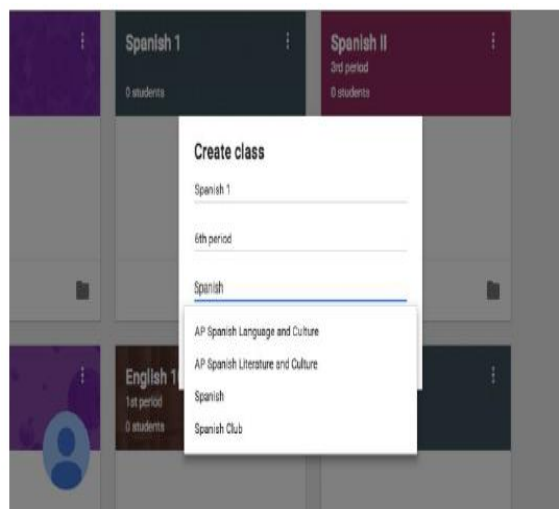 Spanish 1
0 students
Spanish II
3rd period
0 students
Create class
Spanish 1
6th period
Spanish
AP Spanish Language and Culture
AP Spanish Literature and Culture
Spanish
Spanish Club
English 1
1st period
0 students